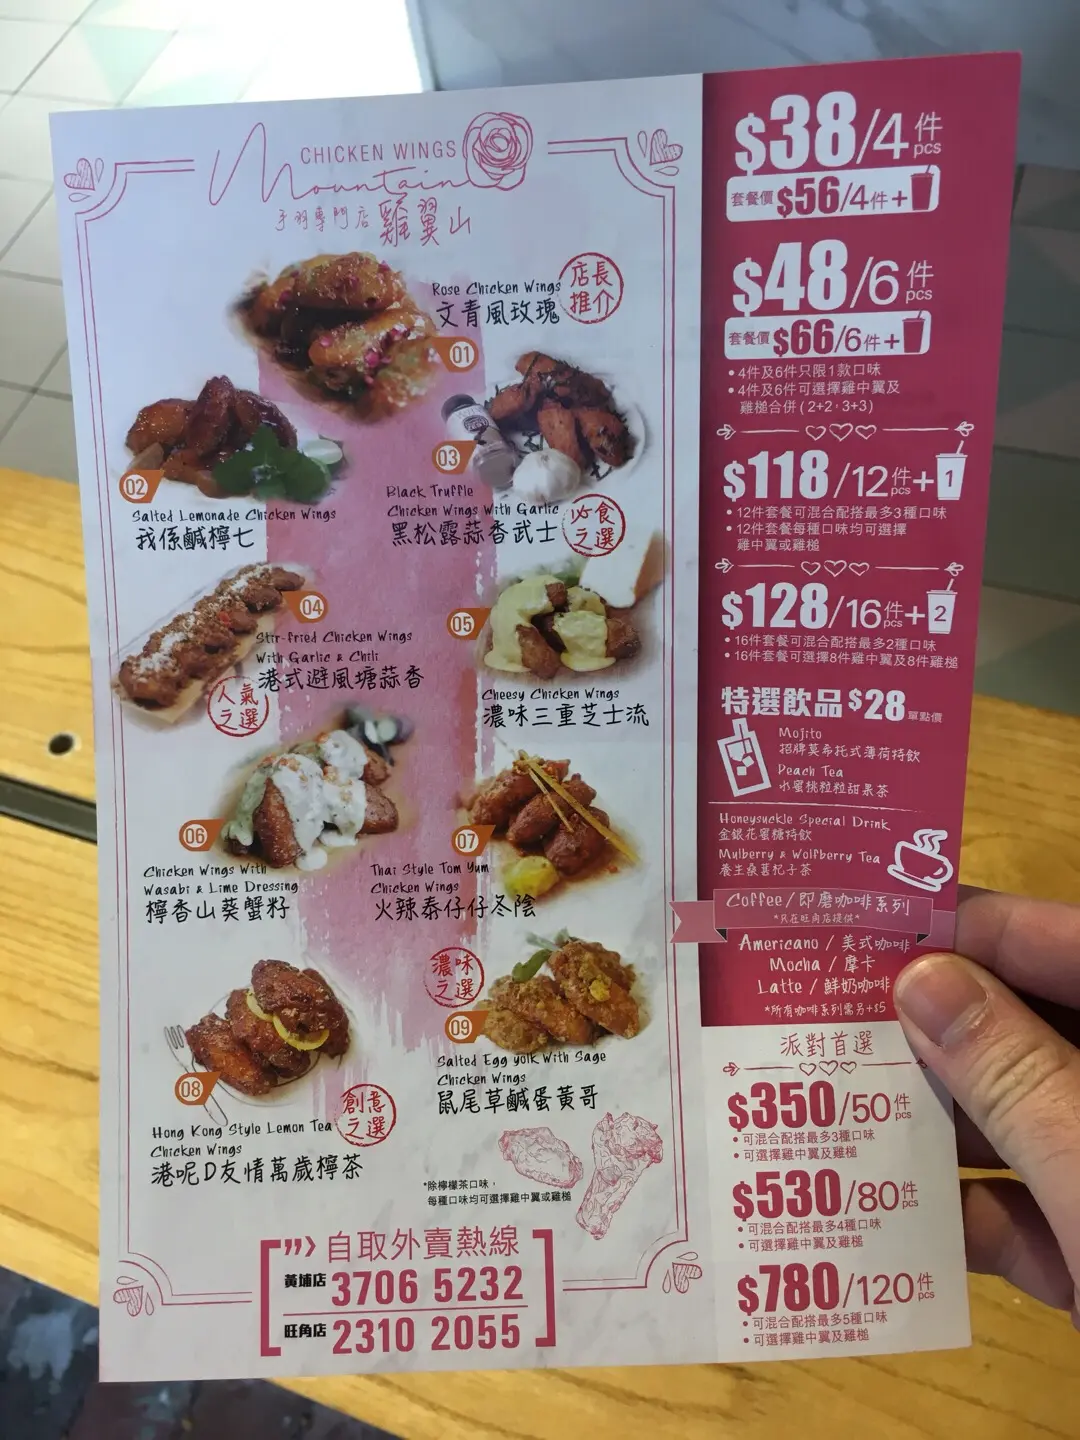 CHICKEN WINGS
Mountain
手羽專門店 雞翼山
Rose Chicken Wings
文青風玫瑰
店長
推介
01
02
Salted Lemonade Chicken Wings
我係鹹檸七
03
Black Truffle
Chicken Wings With Garlic
黑松露蒜香武士
必食
之選
04
Stir-fried Chicken Wings
With Garlic & Chili
港式避風塘蒜香
人氣
之選
05
Cheesy Chicken Wings
濃味三重芝士流
06
Chicken Wings With
Wasabi & Lime Dressing
檸香山葵蟹籽
07
Thai Style Tom Yum
Chicken Wings
火辣泰仔仔冬陰
08
Hong Kong Style Lemon Tea
Chicken Wings
港呢D友情萬歲檸茶
創意
之選
濃味
之選
09
Salted Egg yolk With Sage
Chicken Wings
鼠尾草鹹蛋黃哥
*除檸檬茶口味，
每種口味均可選擇雞中翼或雞槌
自取外賣熱線
黃埔店 3706 5232
旺角店 2310 2055
$38/4件 pcs
套餐價 $56/4件+
$48/6件 pcs
套餐價 $66/6件+
• 4件及6件只限1款口味
• 4件及6件可選擇雞中翼及
雞槌合併 (2+2，3+3)
$118/12件 pcs+1
• 12件套餐可混合配搭最多3種口味
• 12件套餐每種口味均可選擇
雞中翼或雞槌
$128/16件 pcs+2
• 16件套餐可混合配搭最多2種口味
• 16件套餐可選擇8件雞中翼及8件雞槌
特選飲品 $28 單點價
Mojito
招牌莫希托式薄荷特飲
Peach Tea
水蜜桃粒粒甜果茶
Honeysuckle Special Drink
金銀花蜜糖特飲
Mulberry & Wolfberry Tea
養生桑葚杞子茶
Coffee / 即磨咖啡系列
*只在旺角店提供*
Americano / 美式咖啡
Mocha / 摩卡
Latte / 鮮奶咖啡
*所有咖啡系列需另+$5
派對首選
$350/50件 pcs
• 可混合配搭最多3種口味
• 可選擇雞中翼及雞槌
$530/80件 pcs
• 可混合配搭最多4種口味
• 可選擇雞中翼及雞槌
$780/120件 pcs
• 可混合配搭最多5種口味
• 可選擇雞中翼及雞槌